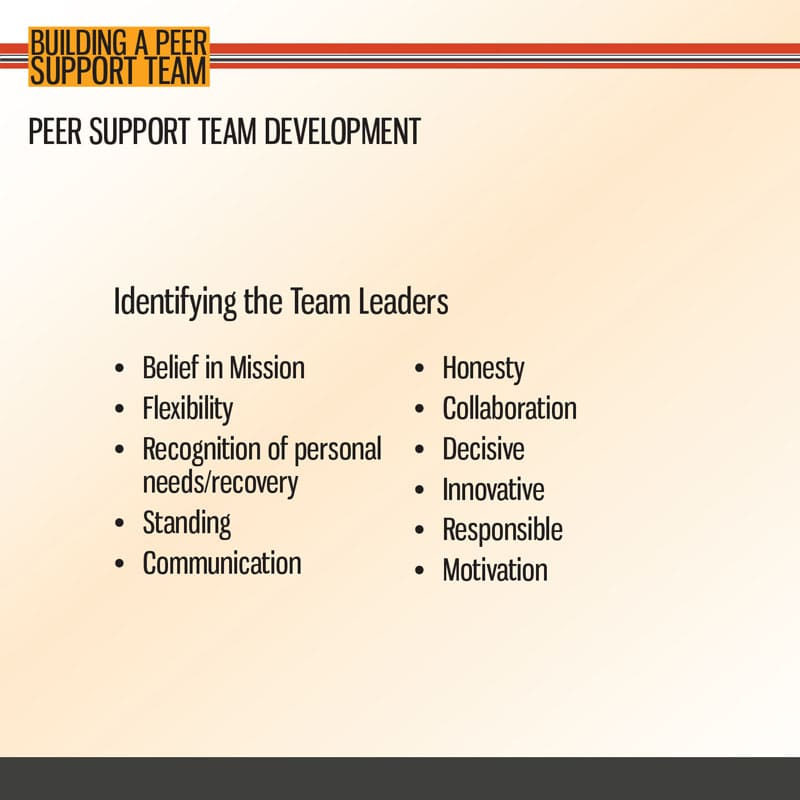 BUILDING A PEER
SUPPORT TEAM
PEER SUPPORT TEAM DEVELOPMENT
Identifying the Team Leaders
• Belief in Mission
• Flexibility
• Recognition of personal
needs/recovery
• Standing
• Communication
• Honesty
• Collaboration
• Decisive
• Innovative
• Responsible
• Motivation